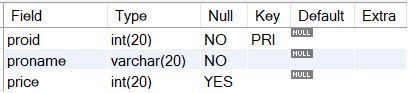 Field Type Null Key Default Extra
proid int(20) NO PRI NULL
proname varchar(20) NO NULL
price int(20) YES NULL